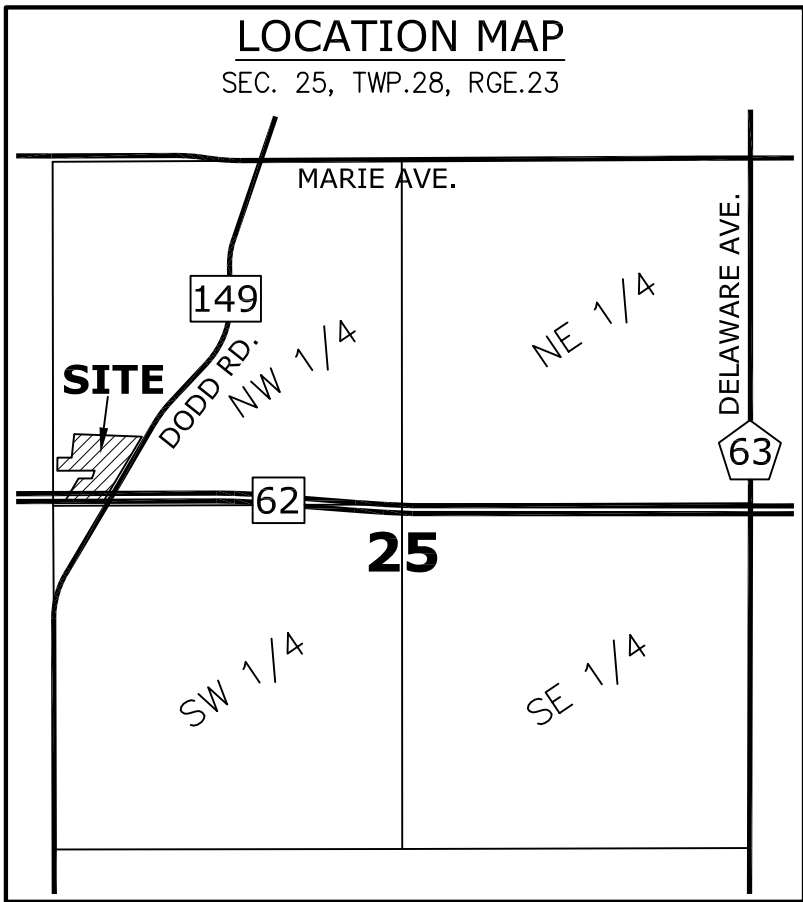 LOCATION MAP
SEC. 25, TWP.28, RGE.23
MARIE AVE.
DELAWARE AVE.
149
DODD RD.
NW 1/4
NE 1/4
SITE
63
62
25
SW 1/4
SE 1/4